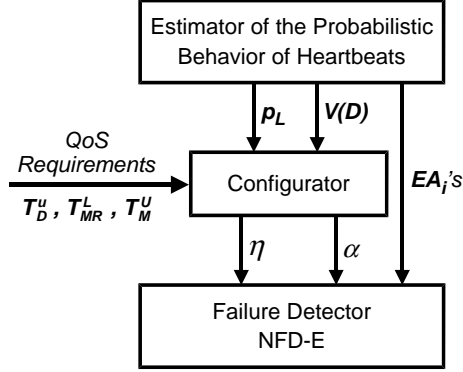 Estimator of the Probabilistic
Behavior of Heartbeats
p_L V(D)
QoS
Requirements
T_D^u , T_MR^L , T_M^U
Configurator
EA_i's
η α
Failure Detector
NFD-E